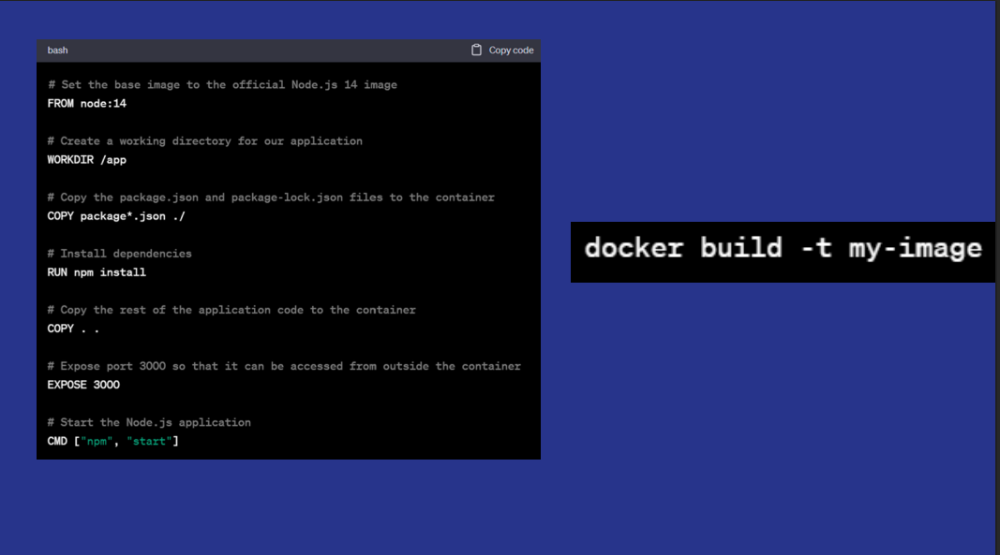 bash
Copy code
# Set the base image to the official Node.js 14 image
FROM node:14
# Create a working directory for our application
WORKDIR /app
# Copy the package.json and package-lock.json files to the container
COPY package*.json ./
# Install dependencies
RUN npm install
# Copy the rest of the application code to the container
COPY . .
# Expose port 3000 so that it can be accessed from outside the container
EXPOSE 3000
# Start the Node.js application
CMD ["npm", "start"]
docker build -t my-image